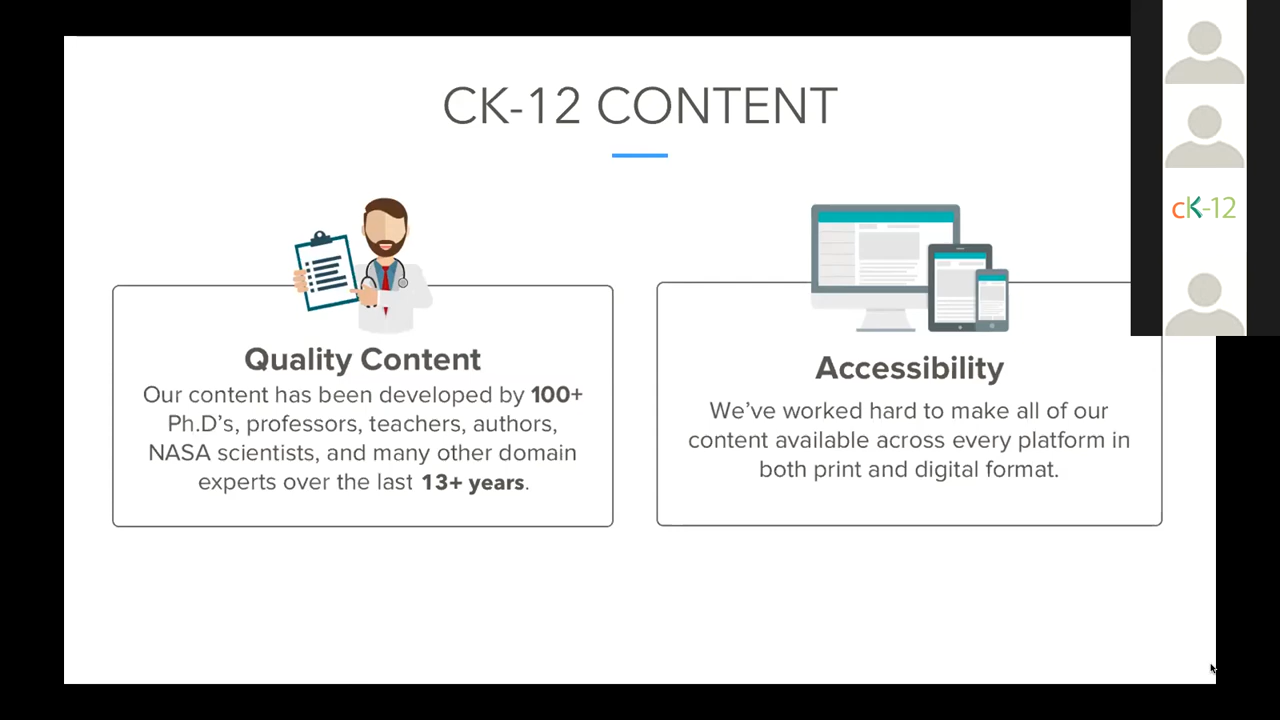 CK-12 CONTENT
Quality Content
Our content has been developed by 100+
Ph.D's, professors, teachers, authors,
NASA scientists, and many other domain
experts over the last 13+ years.
Accessibility
We've worked hard to make all of our
content available across every platform in
both print and digital format.
cK-12